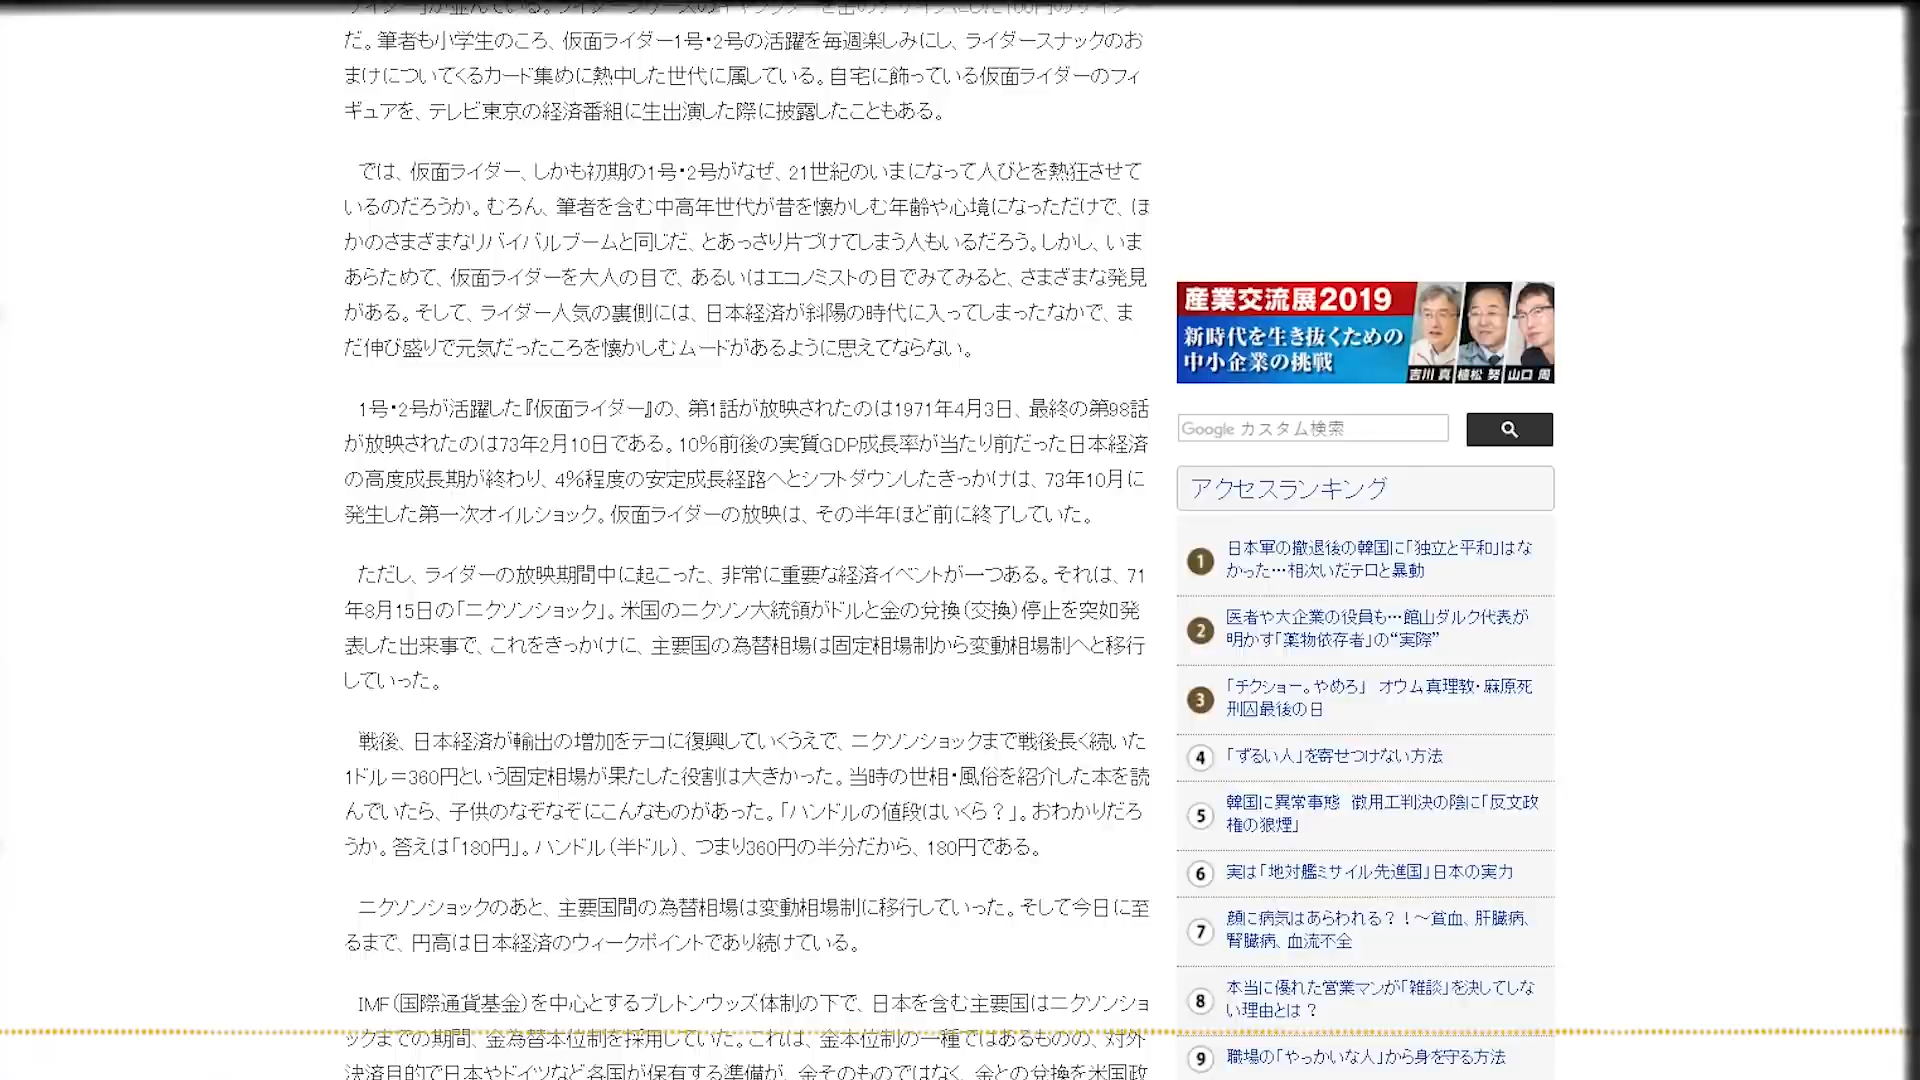 だ。筆者も小学生のころ、仮面ライダー1号・2号の活躍を毎週楽しみにし、ライダースナックのお
まけについてくるカード集めに熱中した世代に属している。自宅に飾っている仮面ライダーのフィ
ギュアを、テレビ東京の経済番組に生出演した際に披露したこともある。
では、仮面ライダー、しかも初期の1号・2号がなぜ、21世紀のいまになって人びとを熱狂させて
いるのだろうか。むろん、筆者を含む中高年世代が昔を懐かしむ年齢や心境になっただけで、ほ
かのさまざまなリバイバルブームと同じだ、とあっさり片づけてしまう人もいるだろう。しかし、いま
あらためて、仮面ライダーを大人の目で、あるいはエコノミストの目でみてみると、さまざまな発見
がある。そして、ライダー人気の裏側には、日本経済が斜陽の時代に入ってしまったなかで、ま
だ伸び盛りで元気だったころを懐かしむムードがあるように思えてならない。
1号・2号が活躍した『仮面ライダー』の、第1話が放映されたのは1971年4月3日、最終の第98話
が放映されたのは73年2月10日である。10％前後の実質GDP成長率が当たり前だった日本経済
の高度成長期が終わり、4％程度の安定成長経路へとシフトダウンしたきっかけは、73年10月に
発生した第一次オイルショック。仮面ライダーの放映は、その半年ほど前に終了していた。
ただし、ライダーの放映期間中に起こった、非常に重要な経済イベントが一つある。それは、71
年8月15日の「ニクソンショック」。米国のニクソン大統領がドルと金の兌換（交換）停止を突如発
表した出来事で、これをきっかけに、主要国の為替相場は固定相場制から変動相場制へと移行
していった。
戦後、日本経済が輸出の増加をテコに復興していくうえで、ニクソンショックまで戦後長く続いた
1ドル＝360円という固定相場が果たした役割は大きかった。当時の世相・風俗を紹介した本を読
んでいたら、子供のなぞなぞにこんなものがあった。「ハンドルの値段はいくら？」。おわかりだろ
うか。答えは「180円」。ハンドル（半ドル）、つまり360円の半分だから、180円である。
ニクソンショックのあと、主要国間の為替相場は変動相場制に移行していった。そして今日に至
るまで、円高は日本経済のウィークポイントであり続けている。
IMF（国際通貨基金）を中心とするブレトンウッズ体制の下で、日本を含む主要国はニクソンショ
ックまでの期間、金為替本位制を採用していた。これは、金本位制の一種ではあるものの、対外
決済目的で日本やドイツなど各国が保有する準備が、金そのものではなく、金との兌換を米国政
産業交流展2019
新時代を生き抜くための
中小企業の挑戦
吉川 真 植松 努 山口 周
Google カスタム検索
アクセスランキング
1 日本軍の撤退後の韓国に「独立と平和」はな
かった…相次いだテロと暴動
2 医者や大企業の役員も…館山ダルク代表が
明かす「薬物依存者」の“実際”
3 「チクショー。やめろ」 オウム真理教・麻原死
刑囚最後の日
4 「ずるい人」を寄せつけない方法
5 韓国に異常事態 徴用工判決の陰に「反文政
権の狼煙」
6 実は「地対艦ミサイル先進国」日本の実力
7 顔に病気はあらわれる？！～貧血、肝臓病、
腎臓病、血流不全
8 本当に優れた営業マンが「雑談」を決してしな
い理由とは？
9 職場の「やっかいな人」から身を守る方法